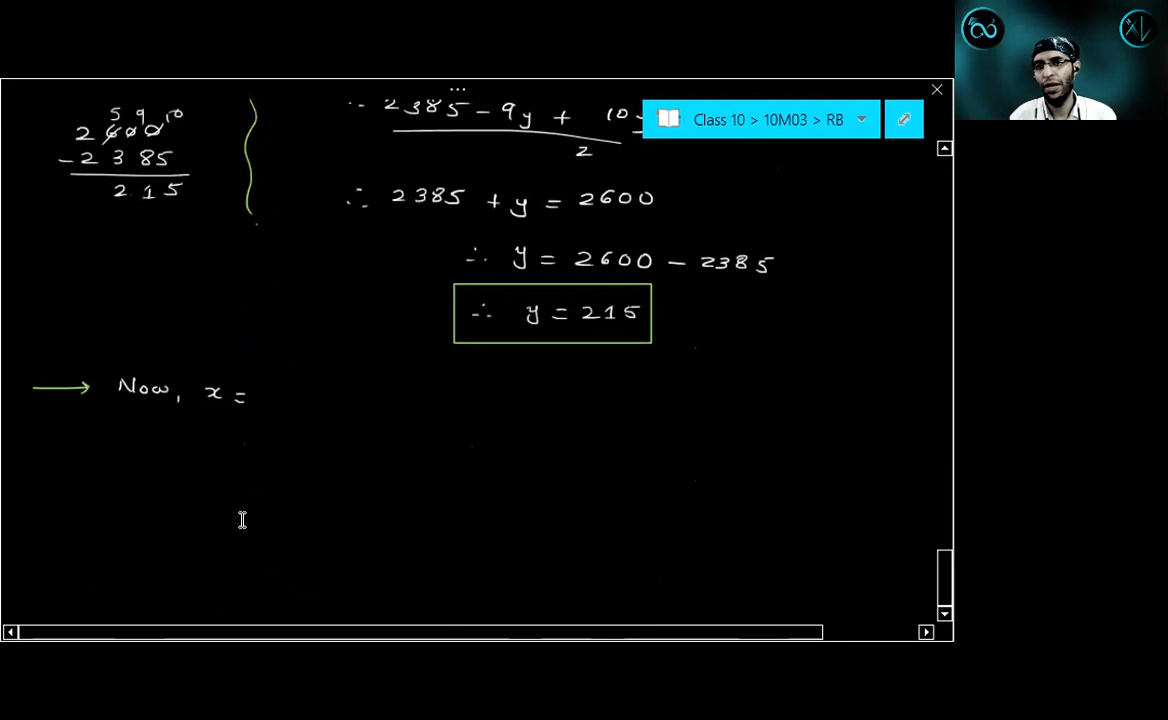 5 9 10
2 6 0 0
- 2 3 8 5
2 1 5
∴ 2385 - 9y + 10
2
Class 10 > 10M03 > RB
∴ 2385 + y = 2600
∴ y = 2600 - 2385
∴ y = 215
→ Now, x =